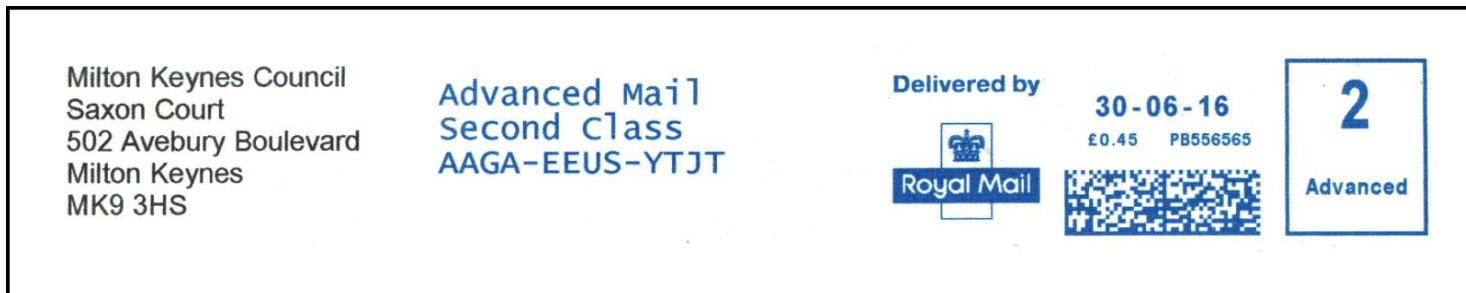 Milton Keynes Council
Saxon Court
502 Avebury Boulevard
Milton Keynes
MK9 3HS
Advanced Mail
Second Class
AAGA-EEUS-YTJT
Delivered by
Royal Mail
30-06-16
£0.45 PB556565
2
Advanced